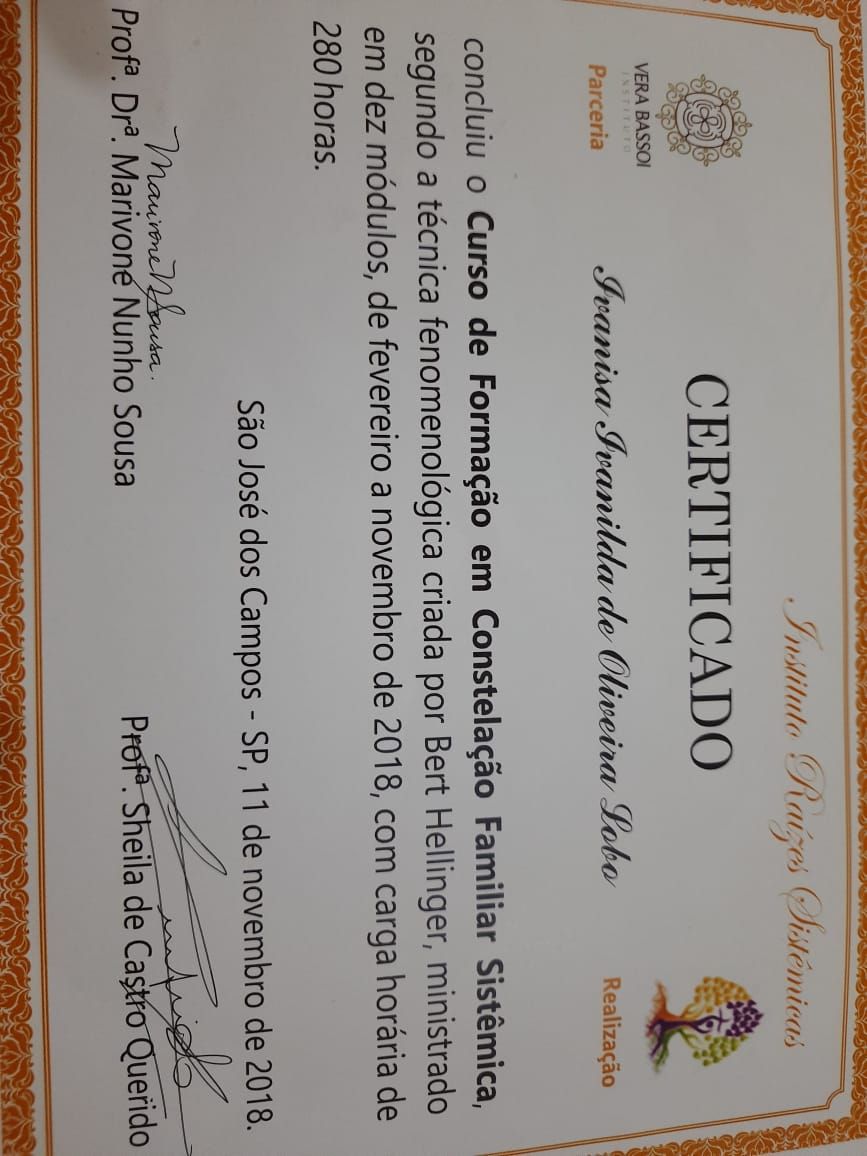 Instituto Raízes Sistêmicas
VERA BASSOI
INSTITUTO
Parceria
CERTIFICADO
Realização
Ivanisa Ivanilda de Oliveira Lobo
concluiu o Curso de Formação em Constelação Familiar Sistêmica,
segundo a técnica fenomenológica criada por Bert Hellinger, ministrado
em dez módulos, de fevereiro a novembro de 2018, com carga horária de
280 horas.
São José dos Campos - SP, 11 de novembro de 2018.
Marivone N Sousa.
Profª. Drª. Marivone Nunho Sousa
Profª. Sheila de Castro Querido